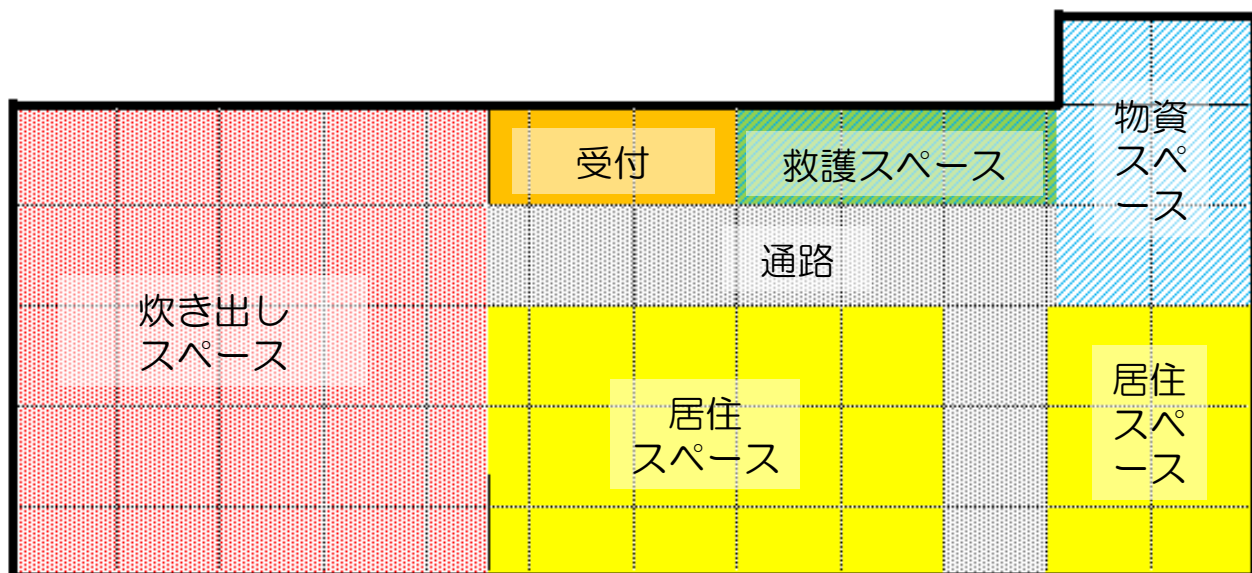 受付
救護スペース
物資
スペ
ース
通路
炊き出し
スペース
居住
スペース
居住
スペ
ース